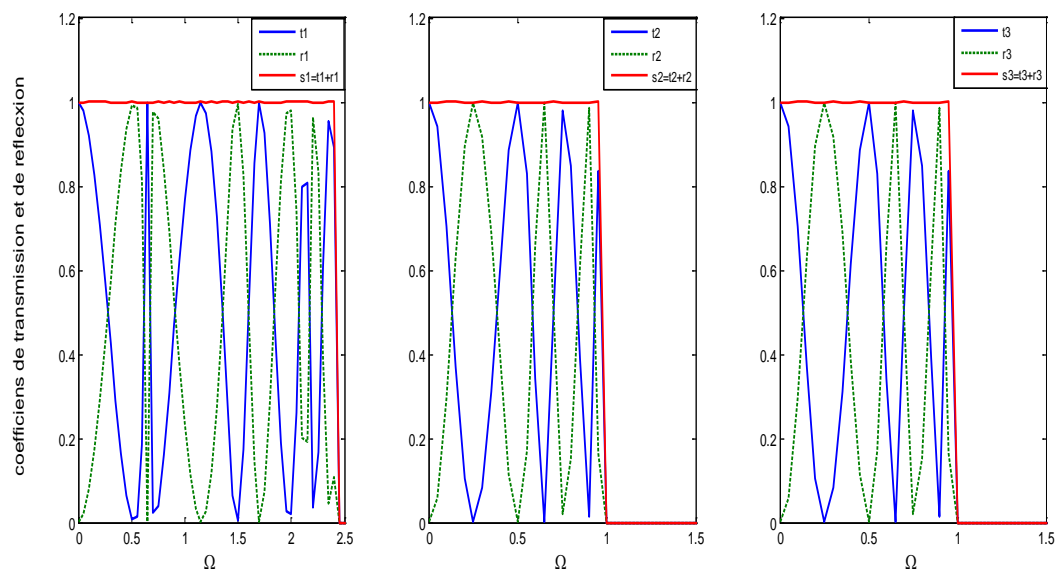 coefficiens de transmission et de reflecxion
1.2
1
0.8
0.6
0.4
0.2
0
0 0.5 1 1.5 2 2.5
Ω
t1
r1
s1=t1+r1
1.2
1
0.8
0.6
0.4
0.2
0
0 0.5 1 1.5
Ω
t2
r2
s2=t2+r2
1.2
1
0.8
0.6
0.4
0.2
0
0 0.5 1 1.5
Ω
t3
r3
s3=t3+r3